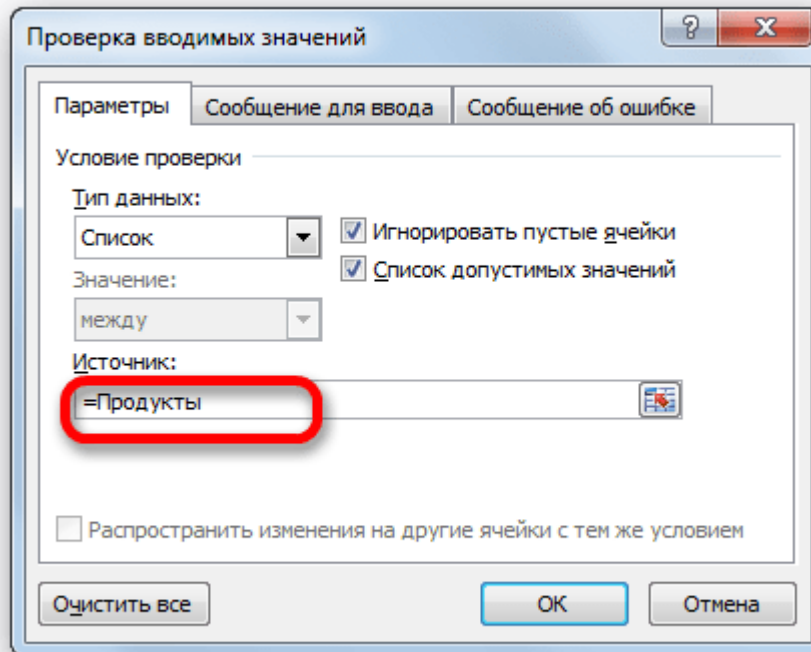 Проверка вводимых значений
Параметры Сообщение для ввода Сообщение об ошибке
Условие проверки
Тип данных:
Список
Игнорировать пустые ячейки
Значение:
Список допустимых значений
между
Источник:
=Продукты
Распространить изменения на другие ячейки с тем же условием
Очистить все ОК Отмена